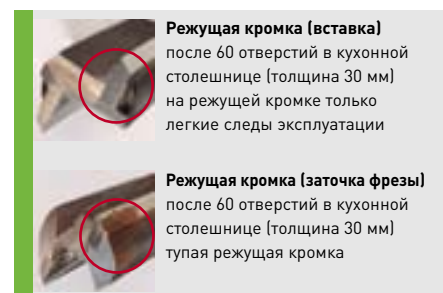 Режущая кромка (вставка)
после 60 отверстий в кухонной
столешнице (толщина 30 мм)
на режущей кромке только
легкие следы эксплуатации
Режущая кромка (заточка фрезы)
после 60 отверстий в кухонной
столешнице (толщина 30 мм)
тупая режущая кромка